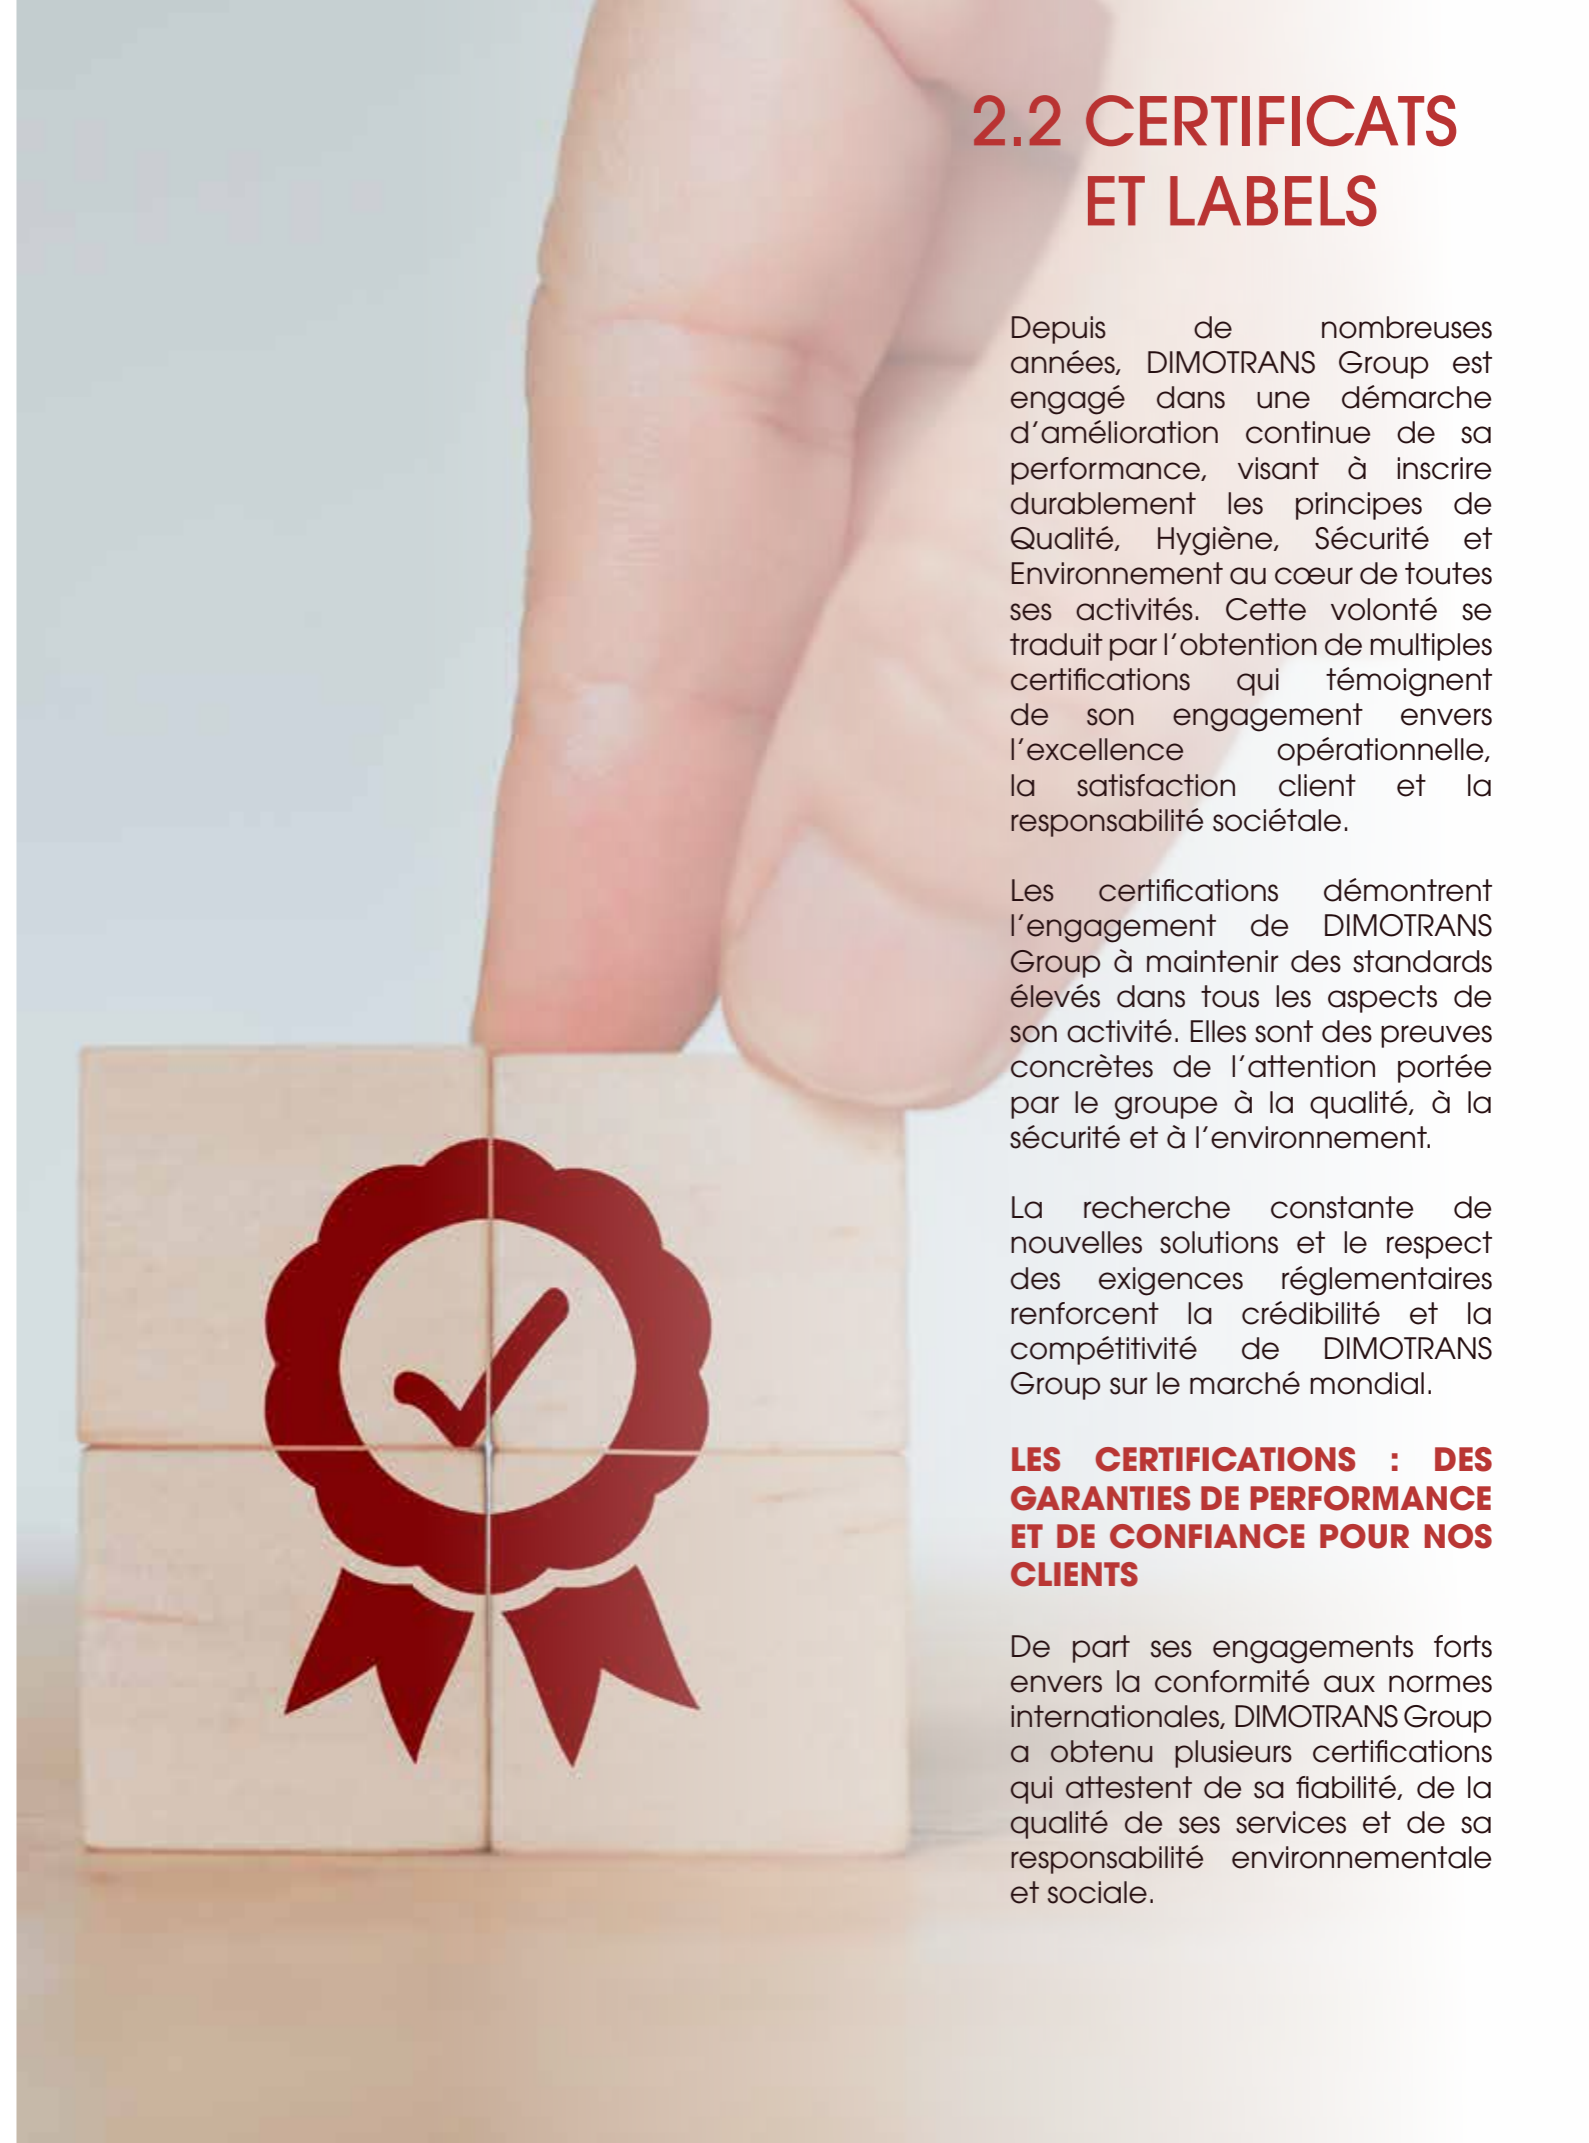 2.2 CERTIFICATS
ET LABELS
Depuis de nombreuses
années, DIMOTRANS Group est
engagé dans une démarche
d’amélioration continue de sa
performance, visant à inscrire
durablement les principes de
Qualité, Hygiène, Sécurité et
Environnement au cœur de toutes
ses activités. Cette volonté se
traduit par l’obtention de multiples
certifications qui témoignent
de son engagement envers
l’excellence opérationnelle,
la satisfaction client et la
responsabilité sociétale.
Les certifications démontrent
l’engagement de DIMOTRANS
Group à maintenir des standards
élevés dans tous les aspects de
son activité. Elles sont des preuves
concrètes de l’attention portée
par le groupe à la qualité, à la
sécurité et à l’environnement.
La recherche constante de
nouvelles solutions et le respect
des exigences réglementaires
renforcent la crédibilité et la
compétitivité de DIMOTRANS
Group sur le marché mondial.
LES CERTIFICATIONS : DES
GARANTIES DE PERFORMANCE
ET DE CONFIANCE POUR NOS
CLIENTS
De part ses engagements forts
envers la conformité aux normes
internationales, DIMOTRANS Group
a obtenu plusieurs certifications
qui attestent de sa fiabilité, de la
qualité de ses services et de sa
responsabilité environnementale
et sociale.